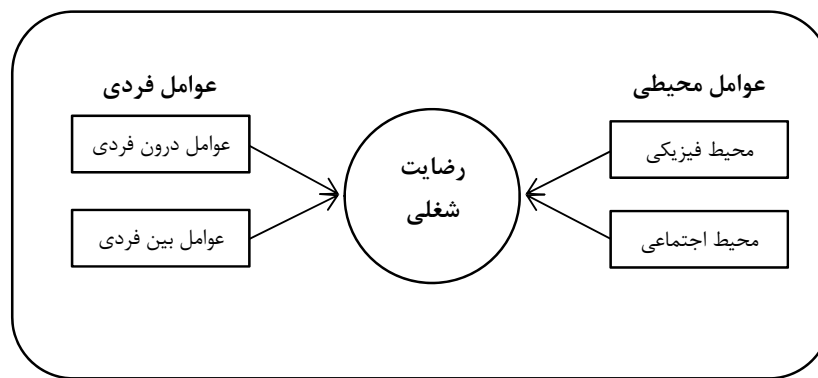 عوامل محیطی
محیط فیزیکی
محیط اجتماعی
رضایت
شغلی
عوامل فردی
عوامل درون فردی
عوامل بین فردی